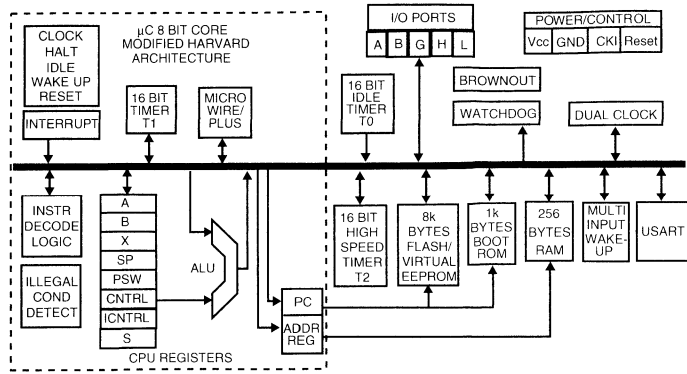 CLOCK
HALT
IDLE
WAKE UP
RESET
INTERRUPT
µC 8 BIT CORE
MODIFIED HARVARD
ARCHITECTURE
16 BIT
TIMER
T1
MICRO
WIRE/
PLUS
I/O PORTS
A B G H L
POWER/CONTROL
Vcc GND CKI Reset
16 BIT
IDLE
TIMER
T0
BROWNOUT
WATCHDOG
DUAL CLOCK
INSTR
DECODE
LOGIC
ILLEGAL
COND
DETECT
A
B
X
SP
PSW
CNTRL
ICNTRL
S
CPU REGISTERS
ALU
PC
ADDR
REG
16 BIT
HIGH
SPEED
TIMER
T2
8k
BYTES
FLASH/
VIRTUAL
EEPROM
1k
BYTES
BOOT
ROM
256
BYTES
RAM
MULTI
INPUT
WAKE-
UP
USART